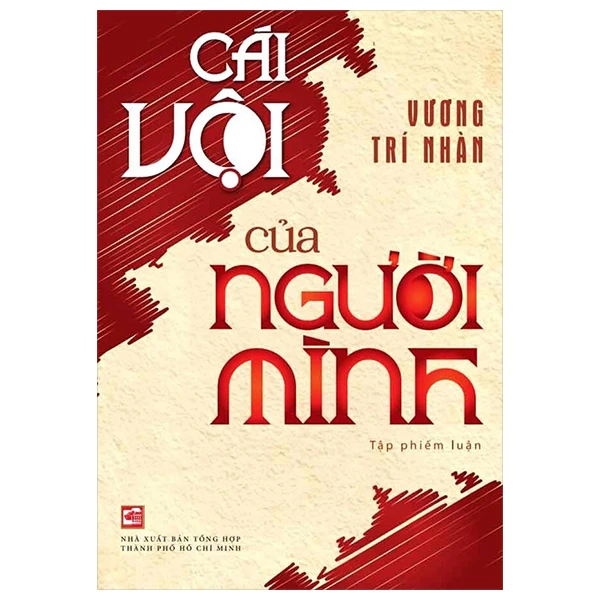 CÁI
VỘI
VƯƠNG
TRÍ NHÀN
của
NGƯỜI
MÌNH
Tập phiếm luận
NHÀ XUẤT BẢN TỔNG HỢP
THÀNH PHỐ HỒ CHÍ MINH